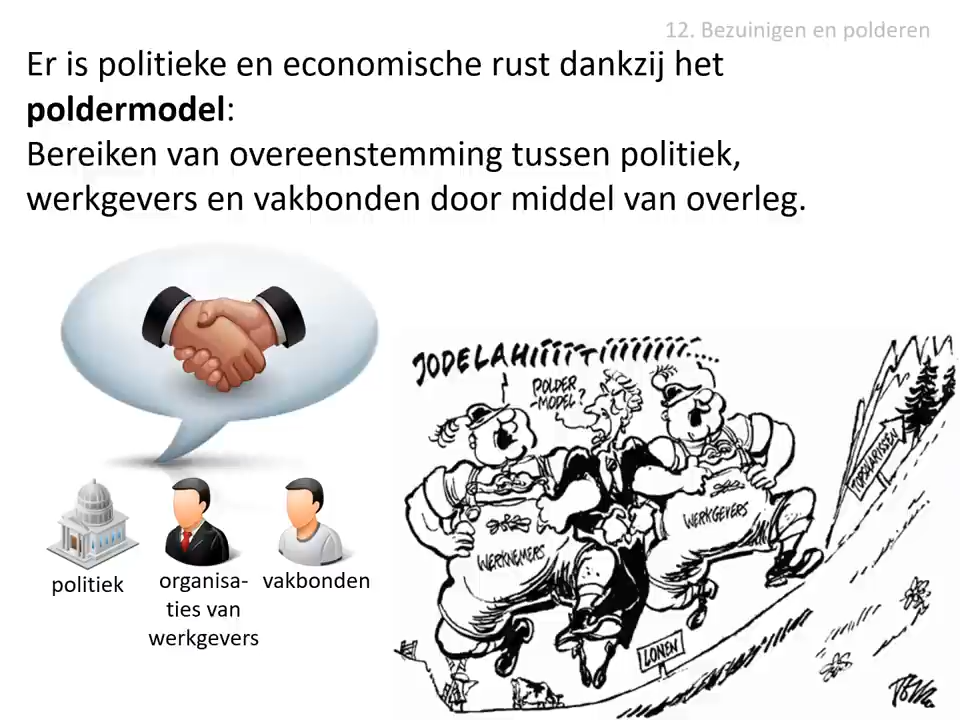 12. Bezuinigen en polderen
Er is politieke en economische rust dankzij het
poldermodel:
Bereiken van overeenstemming tussen politiek,
werkgevers en vakbonden door middel van overleg.
JODELAHIÍÍÍTIÍÍÍÍÍÍÍ.....
POLDER
-MODEL?
TOPSALARISSEN
WERKNEMERS
WERKGEVERS
LONEN
politiek
organisa-
ties van
werkgevers
vakbonden